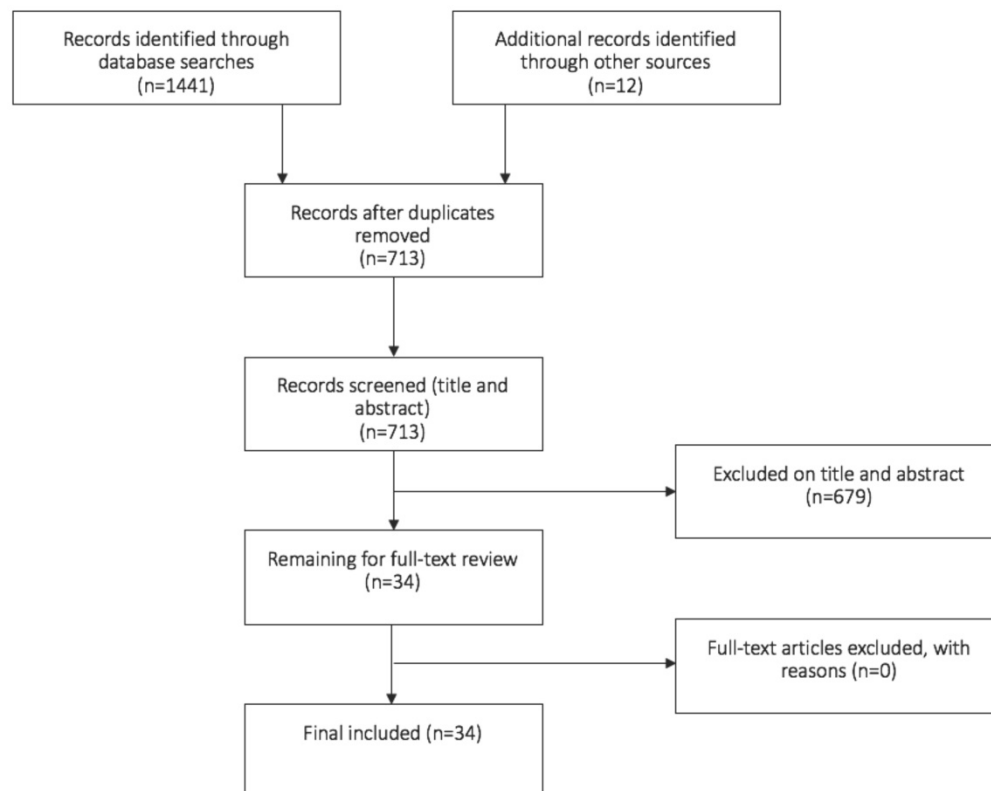 Records identified through
database searches
(n=1441)
Additional records identified
through other sources
(n=12)
Records after duplicates
removed
(n=713)
Records screened (title and
abstract)
(n=713)
Excluded on title and abstract
(n=679)
Remaining for full-text review
(n=34)
Full-text articles excluded, with
reasons (n=0)
Final included (n=34)